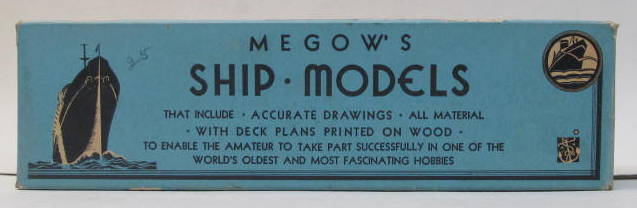 25
MEGOW'S
SHIP · MODELS
THAT INCLUDE · ACCURATE DRAWINGS · ALL MATERIAL
· WITH DECK PLANS PRINTED ON WOOD ·
TO ENABLE THE AMATEUR TO TAKE PART SUCCESSFULLY IN ONE OF THE
WORLD'S OLDEST AND MOST FASCINATING HOBBIES